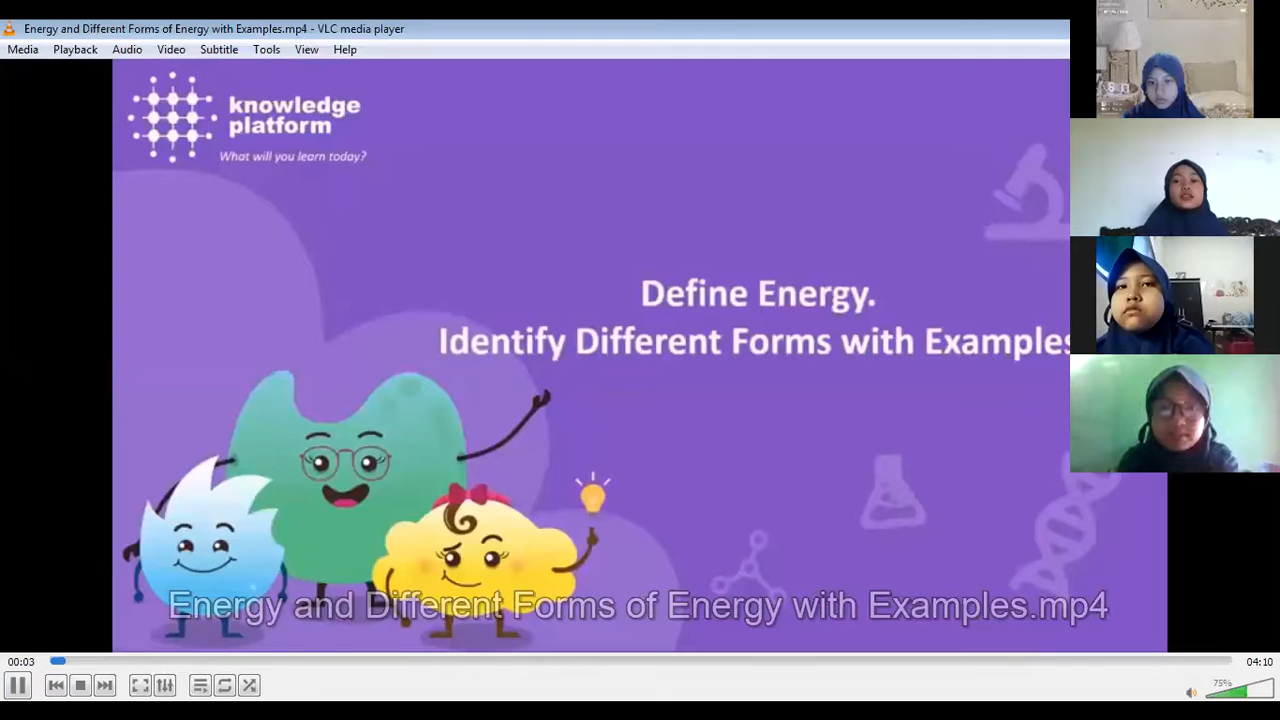 Energy and Different Forms of Energy with Examples.mp4 - VLC media player
Media Playback Audio Video Subtitle Tools View Help
knowledge
platform
What will you learn today?
Define Energy.
Identify Different Forms with Examples
Energy and Different Forms of Energy with Examples.mp4
00:03
04:10
75%